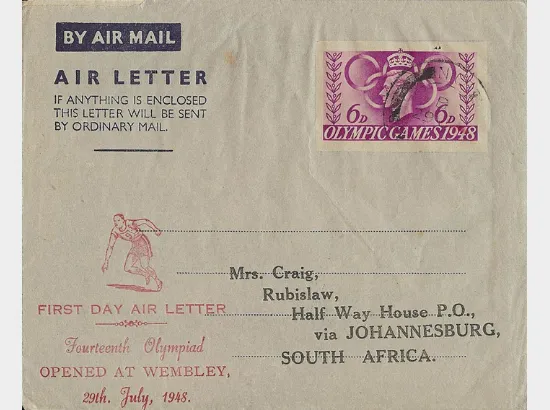 BY AIR MAIL
AIR LETTER
IF ANYTHING IS ENCLOSED
THIS LETTER WILL BE SENT
BY ORDINARY MAIL.
6D 6D
OLYMPIC GAMES 1948
Mrs. Craig,
Rubislaw,
Half Way House P.O.,
via JOHANNESBURG,
SOUTH AFRICA.
FIRST DAY AIR LETTER
Fourteenth Olympiad
OPENED AT WEMBLEY,
29th. July, 1948.